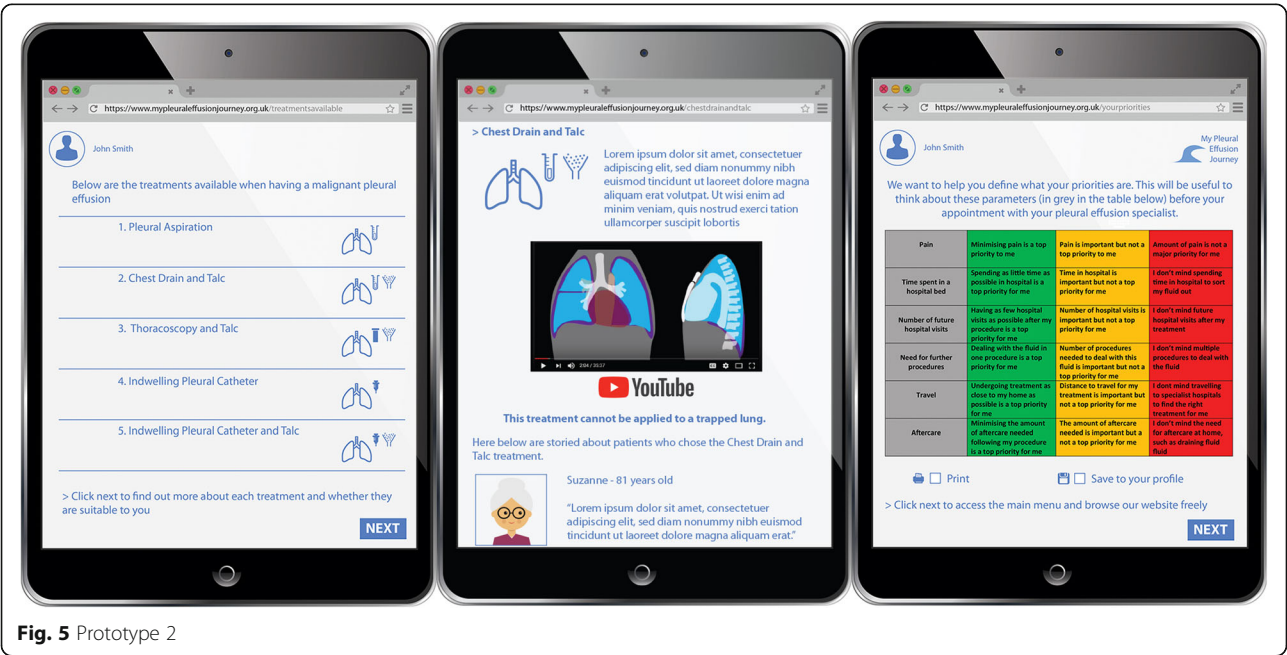 https://www.mypleuraleffusionjourney.org.uk/treatmentsavailable
John Smith
Below are the treatments available when having a malignant pleural
effusion
1. Pleural Aspiration
2. Chest Drain and Talc
3. Thoracoscopy and Talc
4. Indwelling Pleural Catheter
5. Indwelling Pleural Catheter and Talc
> Click next to find out more about each treatment and whether they
are suitable to you
NEXT
https://www.mypleuraleffusionjourney.org.uk/chestdrainandtalc
> Chest Drain and Talc
Lorem ipsum dolor sit amet, consectetuer
adipiscing elit, sed diam nonummy nibh
euismod tincidunt ut laoreet dolore magna
aliquam erat volutpat. Ut wisi enim ad
minim veniam, quis nostrud exerci tation
ullamcorper suscipit lobortis
YouTube
This treatment cannot be applied to a trapped lung.
Here below are storied about patients who chose the Chest Drain and
Talc treatment.
Suzanne - 81 years old
"Lorem ipsum dolor sit amet, consectetuer
adipiscing elit, sed diam nonummy nibh euismod
tincidunt ut laoreet dolore magna aliquam erat."
https://www.mypleuraleffusionjourney.org.uk/yourpriorities
John Smith
My Pleural
Effusion
Journey
We want to help you define what your priorities are. This will be useful to
think about these parameters (in grey in the table below) before your
appointment with your pleural effusion specialist.
Pain
Minimising pain is a top
priority to me
Pain is important but not a
top priority to me
Amount of pain is not a
major priority for me
Time spent in a
hospital bed
Spending as little time as
possible in hospital is a
top priority for me
Time in hospital is
important but not a top
priority for me
I don't mind spending
time in hospital to sort
my fluid out
Number of future
hospital visits
Having as few hospital
visits as possible after my
procedure is a top
priority for me
Number of hospital visits is
important but not a top
priority for me
I don't mind future
hospital visits after my
treatment
Need for further
procedures
Dealing with the fluid in
one procedure is a top
priority for me
Number of procedures
needed to deal with this
fluid is important but not a
top priority for me
I don't mind multiple
procedures to deal with
the fluid
Travel
Undergoing treatment as
close to my home as
possible is a top priority
for me
Distance to travel for my
treatment is important but
not a top priority for me
I dont mind travelling
to specialist hospitals
to find the right
treatment for me
Aftercare
Minimising the amount
of aftercare needed
following my procedure
is a top priority for me
The amount of aftercare
needed is important but a
not a top priority for me
I don't mind the need
for aftercare at home,
such as draining fluid
fluid
Print
Save to your profile
> Click next to access the main menu and browse our website freely
NEXT
Fig. 5 Prototype 2